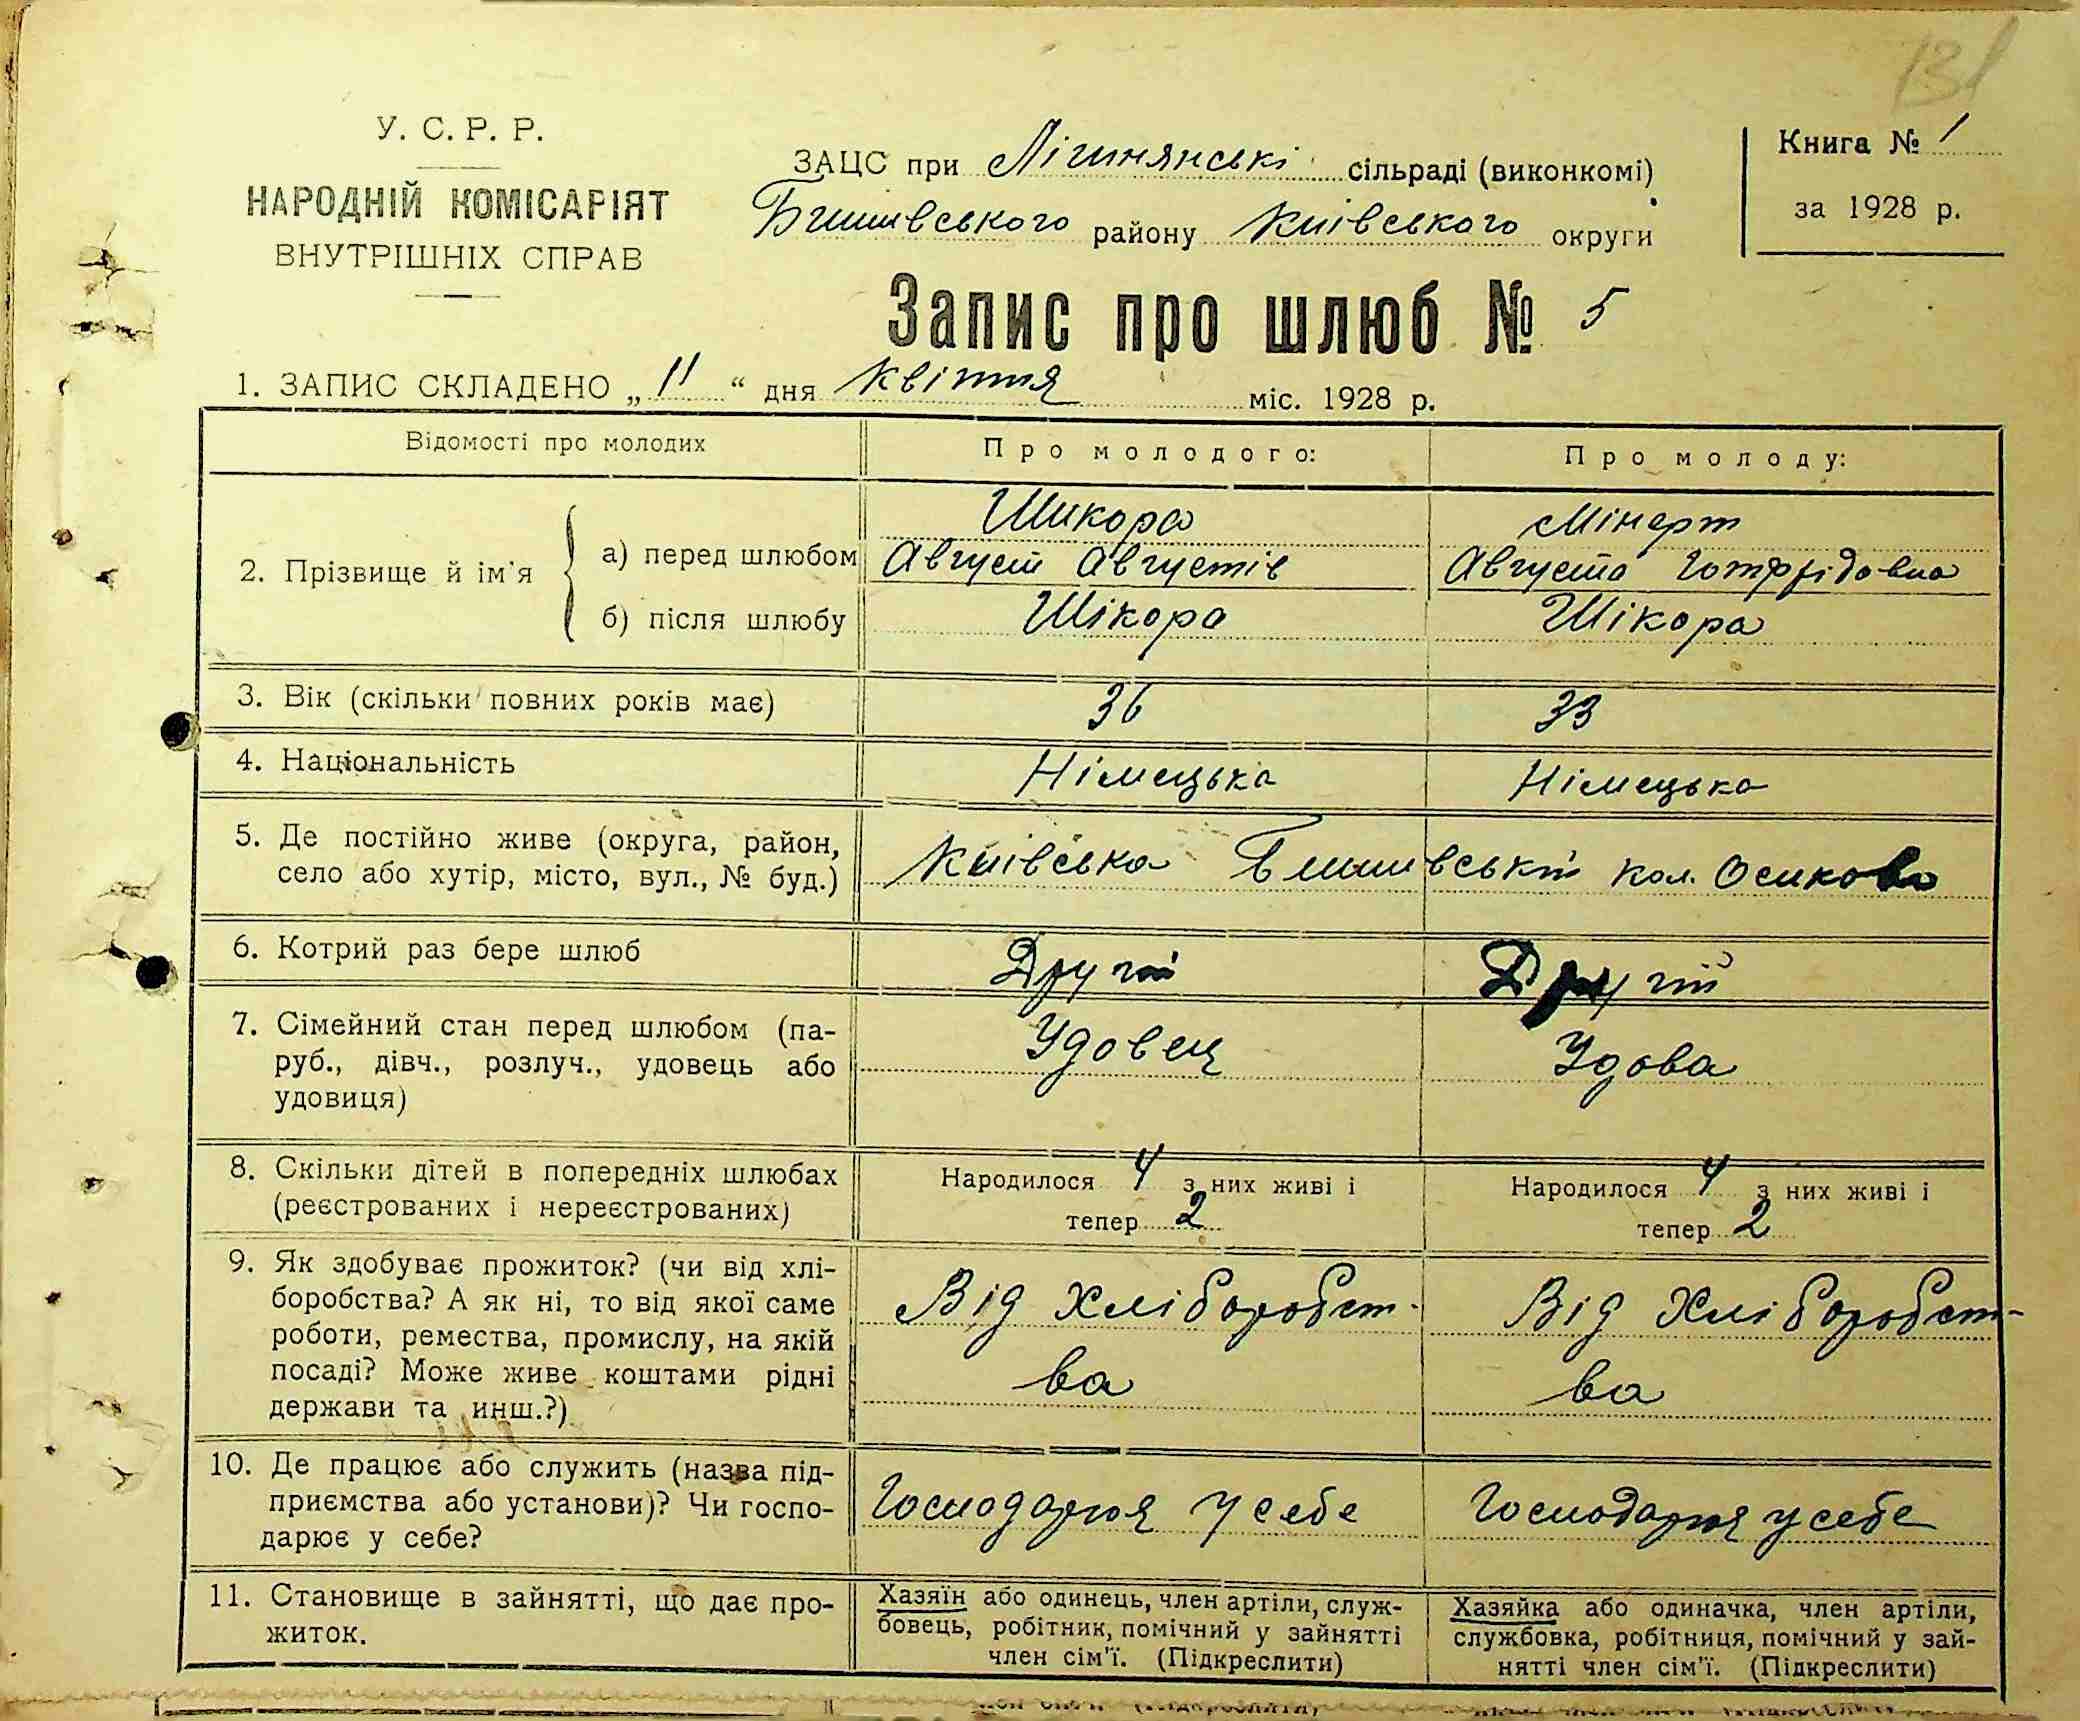 131
У. С. Р. Р.
НАРОДНІЙ КОМІСАРІЯТ
ВНУТРІШНІХ СПРАВ
ЗАЦС при Лішнянські сільраді (виконкомі)
Бишівського району Київського округи
Книга № 1
за 1928 р.
Запис про шлюб № 5
1. ЗАПИС СКЛАДЕНО „11“ дня квіття міс. 1928 р.
Відомості про молодих
Про молодого:
Про молоду:
2. Прізвище й ім'я
а) перед шлюбом
Шикора
Август Августів
Мінерт
Августа Готфрідовна
б) після шлюбу
Шікора
Шікора
3. Вік (скільки повних років має)
36
33
4. Національність
Німецька
Німецька
5. Де постійно живе (округа, район,
село або хутір, місто, вул., № буд.)
Київська Бишивський кол. Осикова
6. Котрий раз бере шлюб
Другий
Другий
7. Сімейний стан перед шлюбом (па-
руб., дівч., розлуч., удовець або
удовиця)
Удовец
Удова
8. Скільки дітей в попередніх шлюбах
(реєстрованих і нереєстрованих)
Народилося 4 з них живі і
тепер 2
Народилося 4 з них живі і
тепер 2
9. Як здобуває прожиток? (чи від хлі-
боробства? А як ні, то від якої саме
роботи, ремества, промислу, на якій
посаді? Може живе коштами рідні
держави та инш.?)
Від Хліборобст-
ва
Від Хліборобст-
ва
10. Де працює або служить (назва під-
приємства або установи)? Чи госпо-
дарює у себе?
Господарюя у себе
Господарюя у себе
11. Становище в зайнятті, що дає про-
житок.
Хазяїн або одинець, член артіли, служ-
бовець, робітник, помічний у зайнятті
член сім'ї. (Підкреслити)
Хазяйка або одиначка, член артіли,
службовка, робітниця, помічний у зай-
нятті член сім'ї. (Підкреслити)